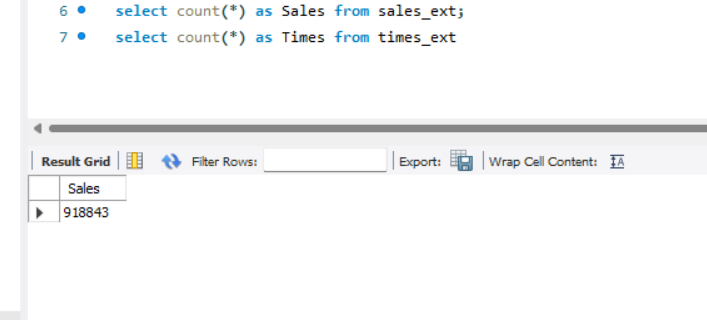 6 select count(*) as Sales from sales_ext;
7 select count(*) as Times from times_ext
Result Grid Filter Rows: Export: Wrap Cell Content: IA
Sales
918843